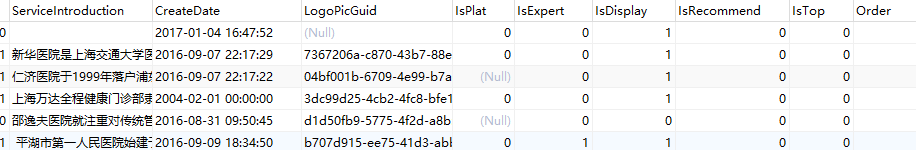 ServiceIntroduction CreateDate LogoPicGuid IsPlat IsExpert IsDisplay IsRecommend IsTop Order
0 2017-01-04 16:47:52 (Null) 0 0 1 0 0
1 新华医院是上海交通大学医 2016-09-07 22:17:29 7367206a-c870-43b7-88e 0 0 1 0 0
1 仁济医院于1999年落户浦 2016-09-07 22:17:22 04bf001b-6709-4e99-b7a (Null) 0 1 0 0
1 上海万达全程健康门诊部 2004-02-01 00:00:00 3dc99d25-4cb2-4fc8-bfe1 0 0 1 0 0
0 邵逸夫医院就注重对传统 2016-08-31 09:50:45 d1d50fb9-5775-4f2d-a8b (Null) 0 0 0 0
1 平湖市第一人民医院始建 2016-09-09 18:34:50 b707d915-ee75-41d3-abb 0 1 1 0 0